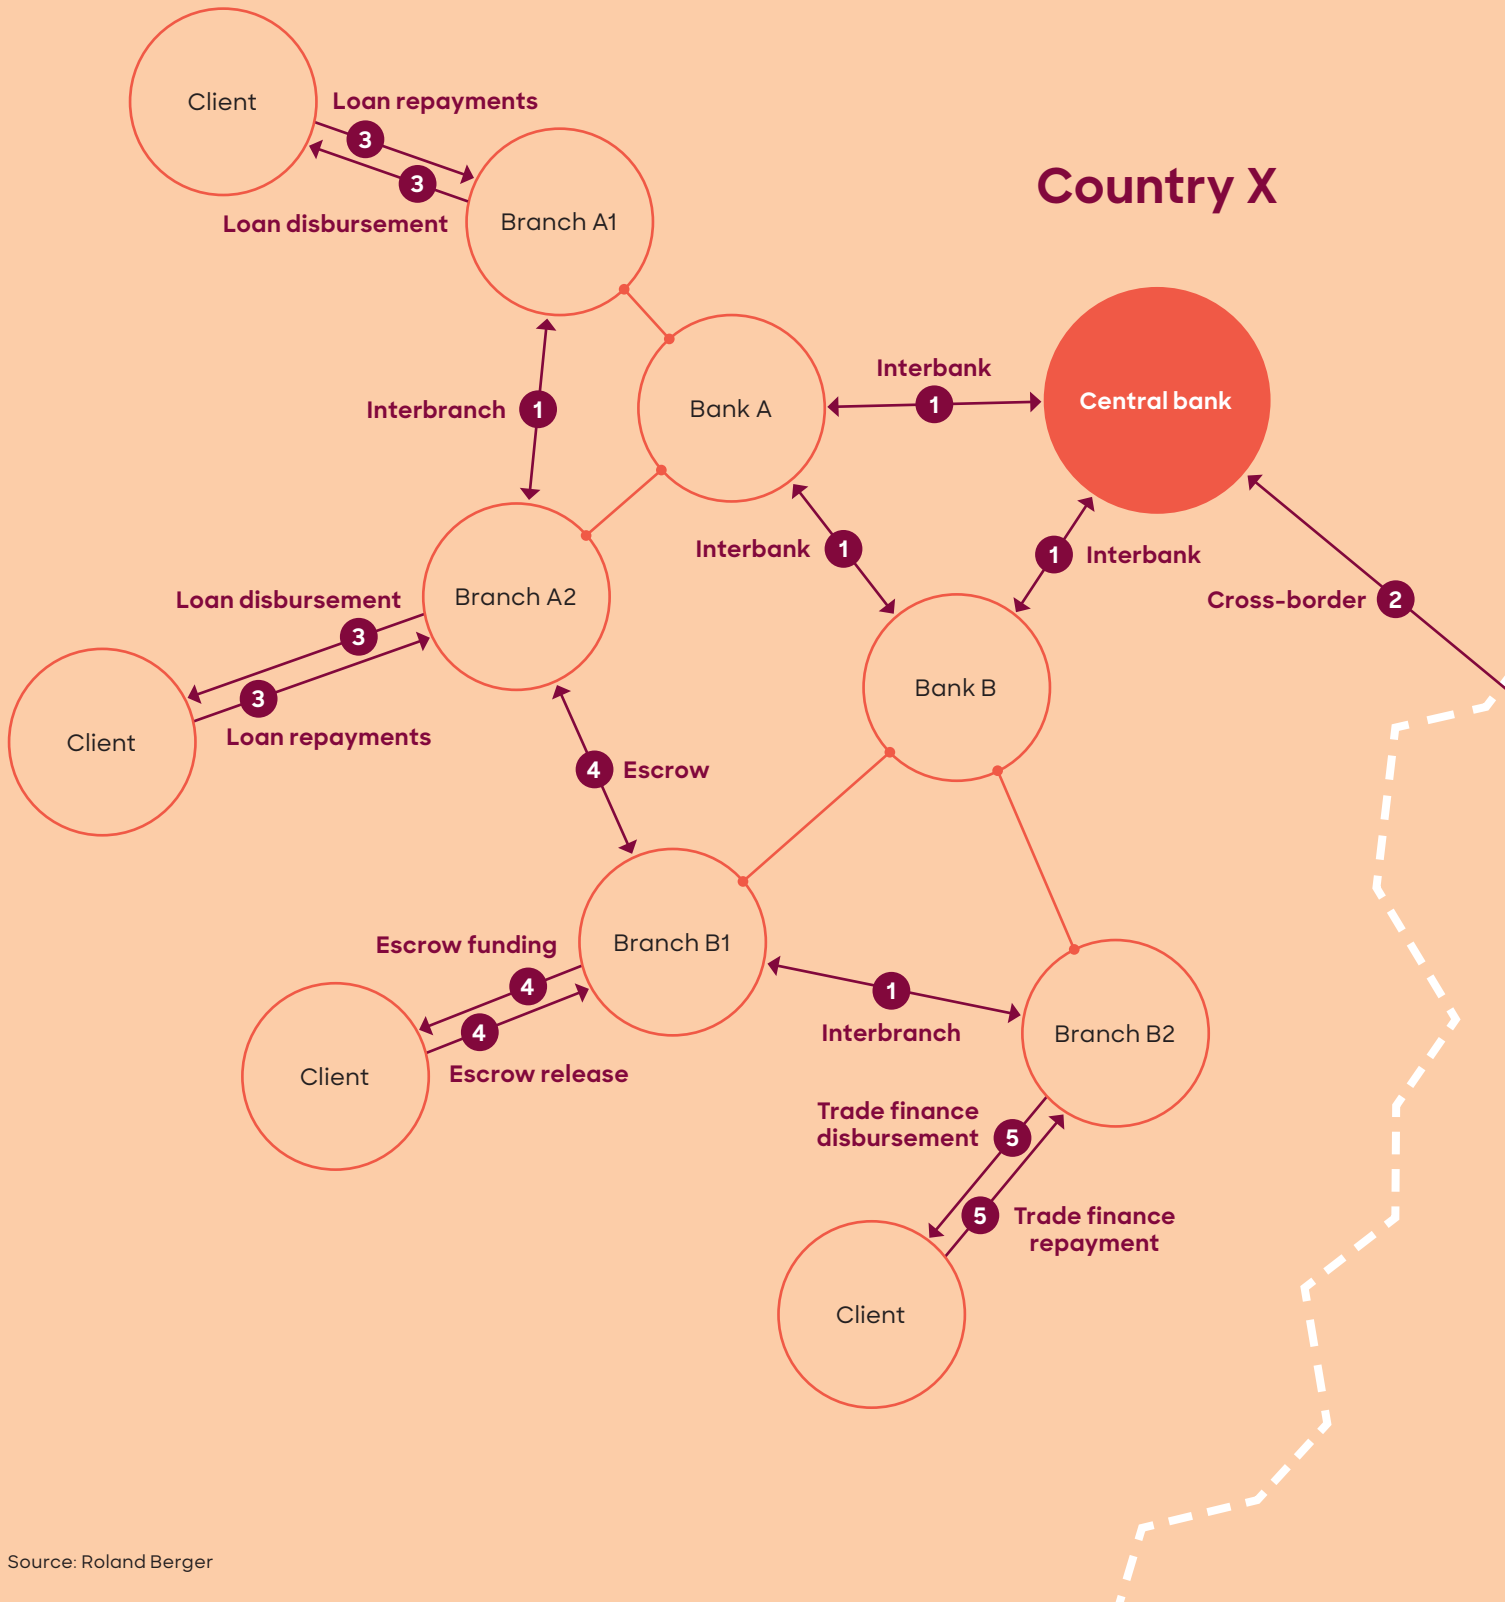 Client
Loan repayments
3
3
Loan disbursement
Branch A1
Country X
Interbranch
1
Bank A
Interbank
1
Central bank
Interbank
1
1
Interbank
Cross-border
2
Loan disbursement
3
Branch A2
3
Loan repayments
Client
Bank B
4
Escrow
Escrow funding
4
Branch B1
4
Escrow release
Client
1
Interbranch
Branch B2
Trade finance
disbursement
5
5
Trade finance
repayment
Client
Source: Roland Berger